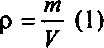 ρ = m/V (1)